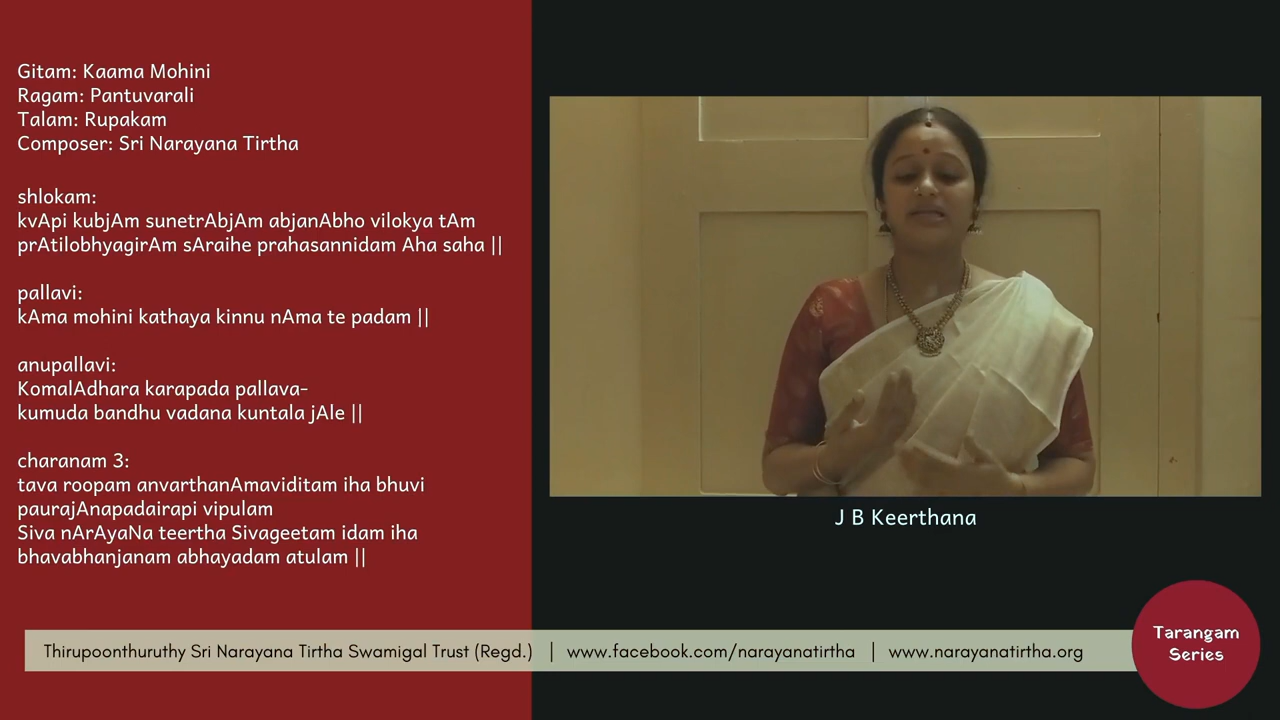 Gitam: Kaama Mohini
Ragam: Pantuvarali
Talam: Rupakam
Composer: Sri Narayana Tirtha
shlokam:
kvApi kubjAm sunetrAbjAm abjanAbho vilokya tAm
prAtilobhyagirAm sAraihe prahasannidam Aha saha ||
pallavi:
kAma mohini kathaya kinnu nAma te padam ||
anupallavi:
KomalAdhara karapada pallava-
kumuda bandhu vadana kuntala jAle ||
charanam 3:
tava roopam anvarthanAmaviditam iha bhuvi
paurajAnapadairapi vipulam
Siva nArAyaNa teertha Sivageetam idam iha
bhavabhanjanam abhayadam atulam ||
J B Keerthana
Thirupoonthuruthy Sri Narayana Tirtha Swamigal Trust (Regd.) | www.facebook.com/narayanatirtha | www.narayanatirtha.org
Tarangam
Series